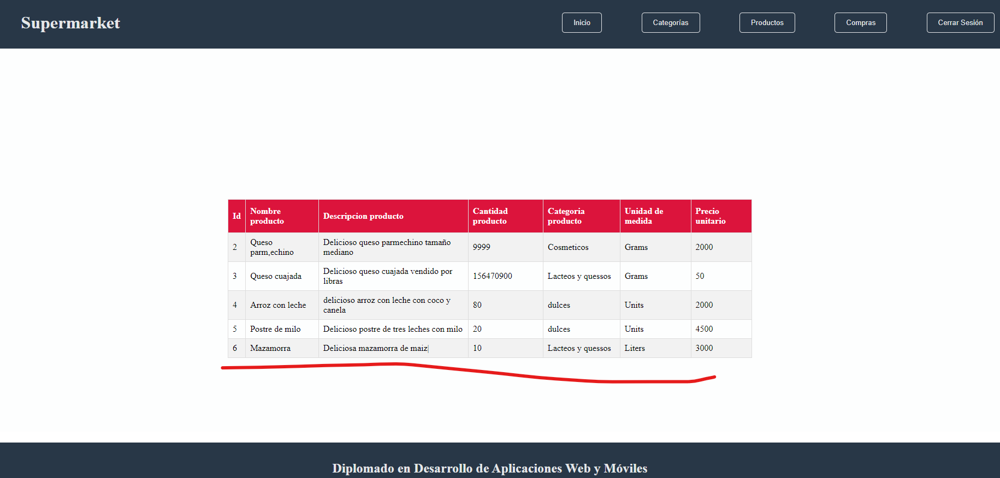 Supermarket
Inicio Categorías Productos Compras Cerrar Sesión
Id Nombre producto Descripcion producto Cantidad producto Categoria producto Unidad de medida Precio unitario
2 Queso parm,echino Delicioso queso parmechino tamaño mediano 9999 Cosmeticos Grams 2000
3 Queso cuajada Delicioso queso cuajada vendido por libras 156470900 Lacteos y quessos Grams 50
4 Arroz con leche delicioso arroz con leche con coco y canela 80 dulces Units 2000
5 Postre de milo Delicioso postre de tres leches con milo 20 dulces Units 4500
6 Mazamorra Deliciosa mazamorra de maiz 10 Lacteos y quessos Liters 3000
Diplomado en Desarrollo de Aplicaciones Web y Móviles